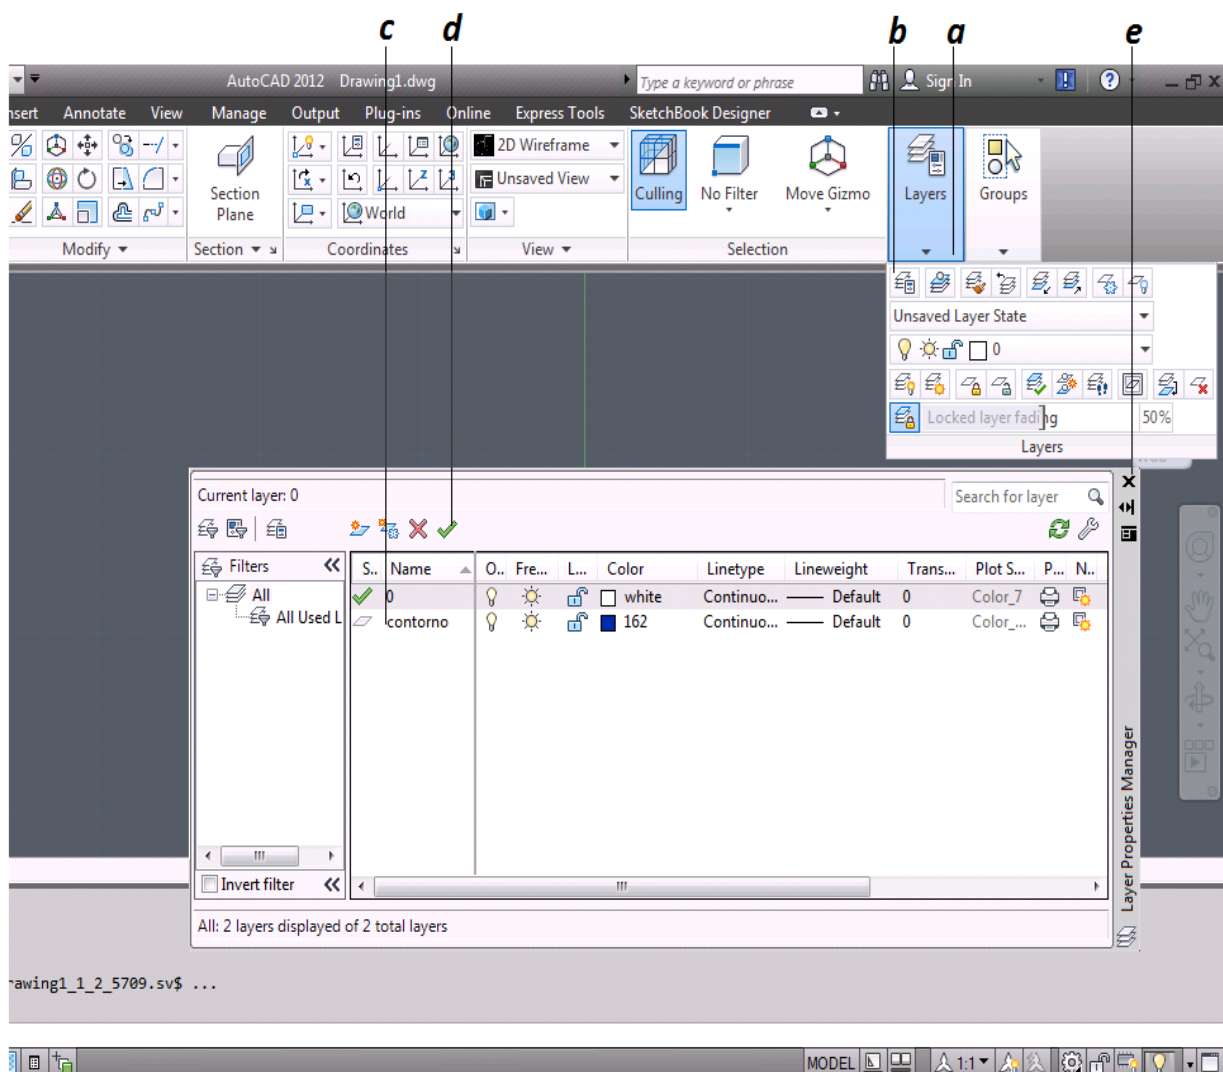 c d b a e
AutoCAD 2012 Drawing1.dwg Type a keyword or phrase Sign In
nsert Annotate View Manage Output Plug-ins Online Express Tools SketchBook Designer
2D Wireframe
Unsaved View
World
Section Plane
Culling No Filter Move Gizmo Layers Groups
Modify Section Coordinates View Selection
Unsaved Layer State
0
Locked layer fading 50%
Layers
Current layer: 0 Search for layer
Filters S.. Name O.. Fre... L... Color Linetype Lineweight Trans... Plot S... P... N..
All 0 white Continuo... Default 0 Color_7
All Used L contorno 162 Continuo... Default 0 Color_...
Invert filter
All: 2 layers displayed of 2 total layers
Layer Properties Manager
rawing1_1_2_5709.sv$ ...
MODEL 1:1